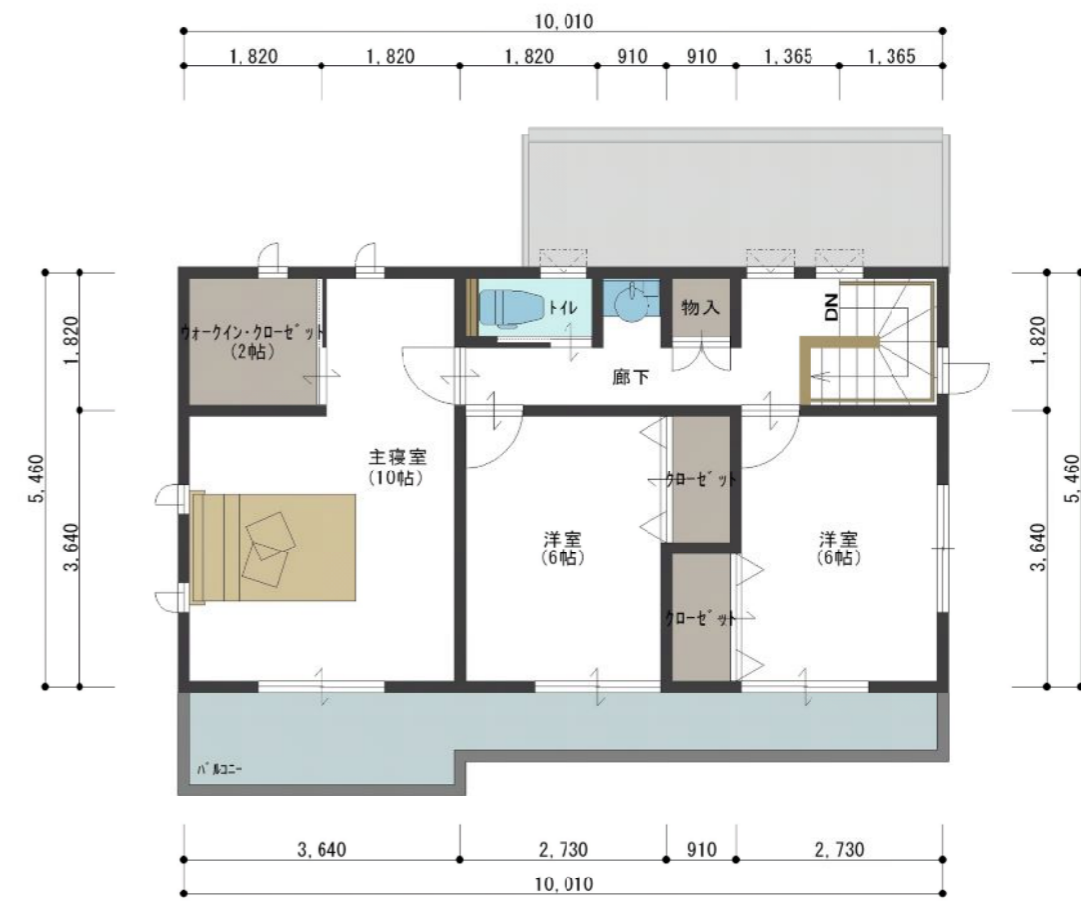 10,010
1,820 1,820 1,820 910 910 1,365 1,365
ウォークイン・クローゼット
(2帖)
トイレ
物入
DN
廊下
主寝室
(10帖)
クローゼット
洋室
(6帖)
洋室
(6帖)
クローゼット
バルコニー
1,820
5,460
3,640
1,820
5,460
3,640
3,640 2,730 910 2,730
10,010